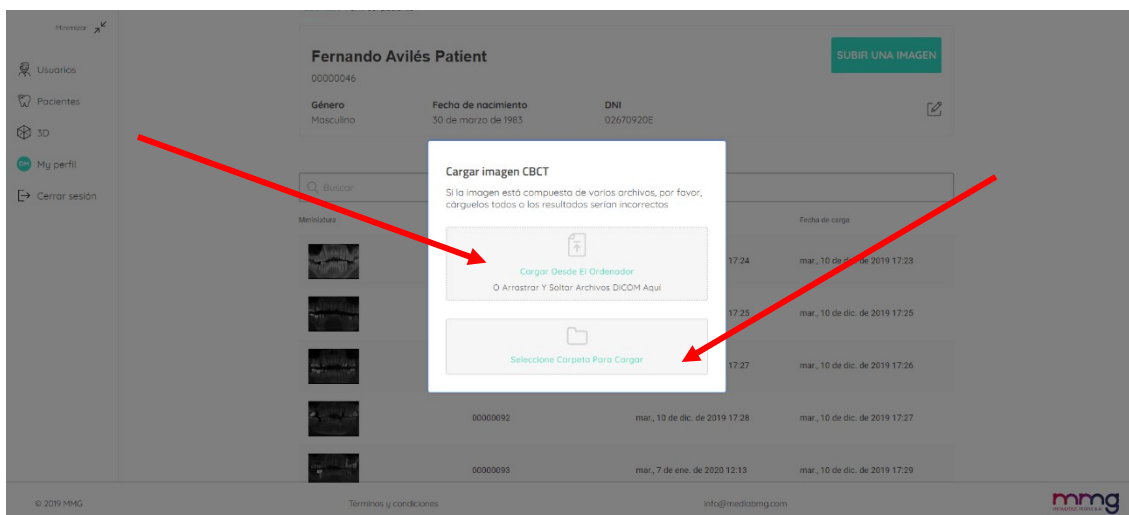 Minimizar
Usuarios
Pacientes
3D
DM My perfil
Cerrar sesión
Fernando Avilés Patient
SUBIR UNA IMAGEN
00000046
Género Fecha de nacimiento DNI
Masculino 30 de marzo de 1983 02670920E
Cargar imagen CBCT
Si la imagen está compuesta de varios archivos, por favor,
cárguelos todos o los resultados serían incorrectos
Cargar Desde El Ordenador
O Arrastrar Y Soltar Archivos DICOM Aquí
Seleccione Carpeta Para Cargar
Buscar
Miniatura Fecha de carga
17:24 mar., 10 de dic. de 2019 17:23
17:25 mar., 10 de dic. de 2019 17:25
17:27 mar., 10 de dic. de 2019 17:26
00000092 mar., 10 de dic. de 2019 17:28 mar., 10 de dic. de 2019 17:27
00000093 mar., 7 de ene. de 2020 12:13 mar., 10 de dic. de 2019 17:29
© 2019 MMG Términos y condiciones info@medlabmg.com mmg